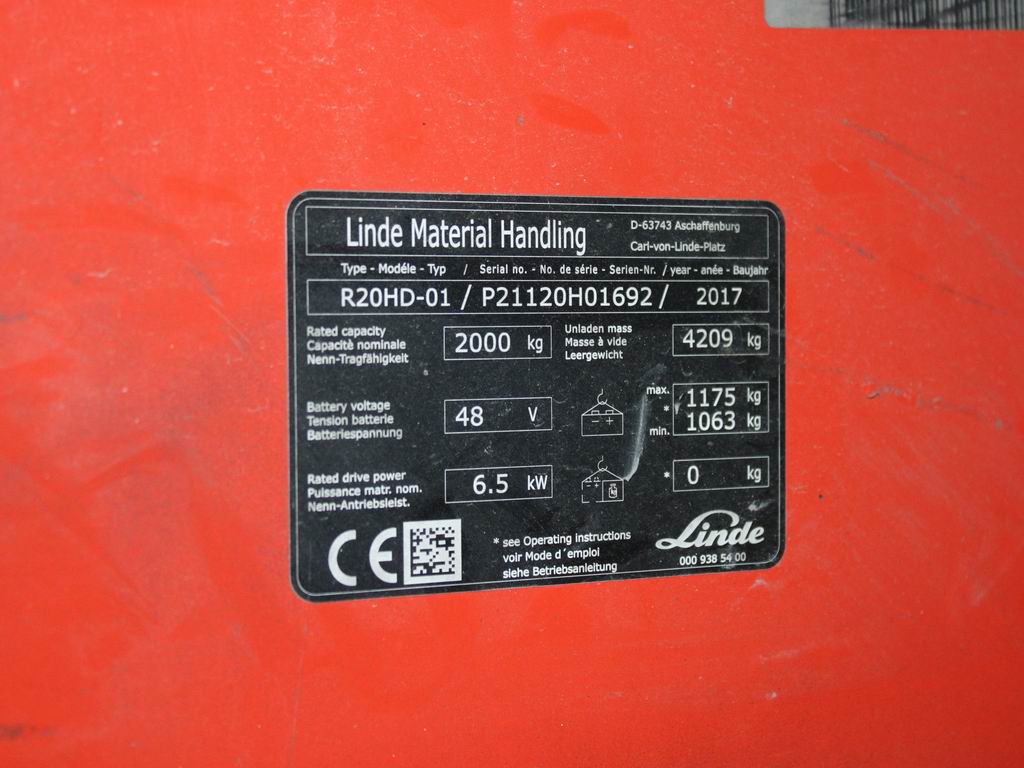 Linde Material Handling
D-63743 Aschaffenburg
Carl-von-Linde-Platz
Type - Modéle - Typ / Serial no. - No. de série - Serien-Nr. / year - anée - Baujahr
R20HD-01 / P21120H01692 / 2017
Rated capacity
Capacitè nominale
Nenn-Tragfähigkeit
2000 kg
Unladen mass
Masse à vide
Leergewicht
4209 kg
Battery voltage
Tension batterie
Batteriespannung
48 V
- +
max.
*
min.
1175 kg
1063 kg
Rated drive power
Puissance matr. nom.
Nenn-Antriebsleist.
6.5 kW
* 0 kg
CE
* see Operating instructions
voir Mode d´emploi
siehe Betriebsanleitung
Linde
000 938 54 00